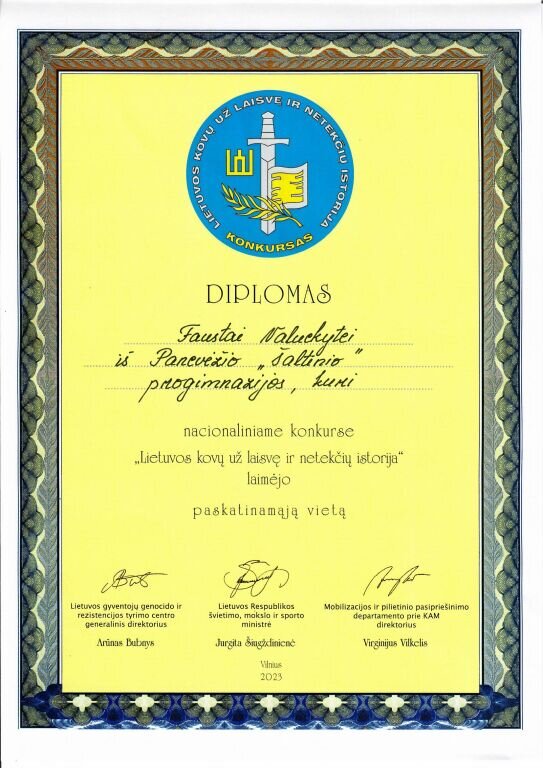 LIETUVOS KOVŲ UŽ LAISVĘ IR NETEKČIŲ ISTORIJA
KONKURSAS
DIPLOMAS
Faustai Valuckytei
iš Panevėžio „Šaltinio“
progimnazijos, kuri
nacionaliniame konkurse
„Lietuvos kovų už laisvę ir netekčių istorija“
laimėjo
paskatinamąją vietą
Lietuvos gyventojų genocido ir
rezistencijos tyrimo centro
generalinis direktorius
Arūnas Bubnys
Lietuvos Respublikos
švietimo, mokslo ir sporto
ministrė
Jurgita Šiugždinienė
Mobilizacijos ir pilietinio pasipriešinimo
departamento prie KAM
direktorius
Virginijus Vilkelis
Vilnius
2023